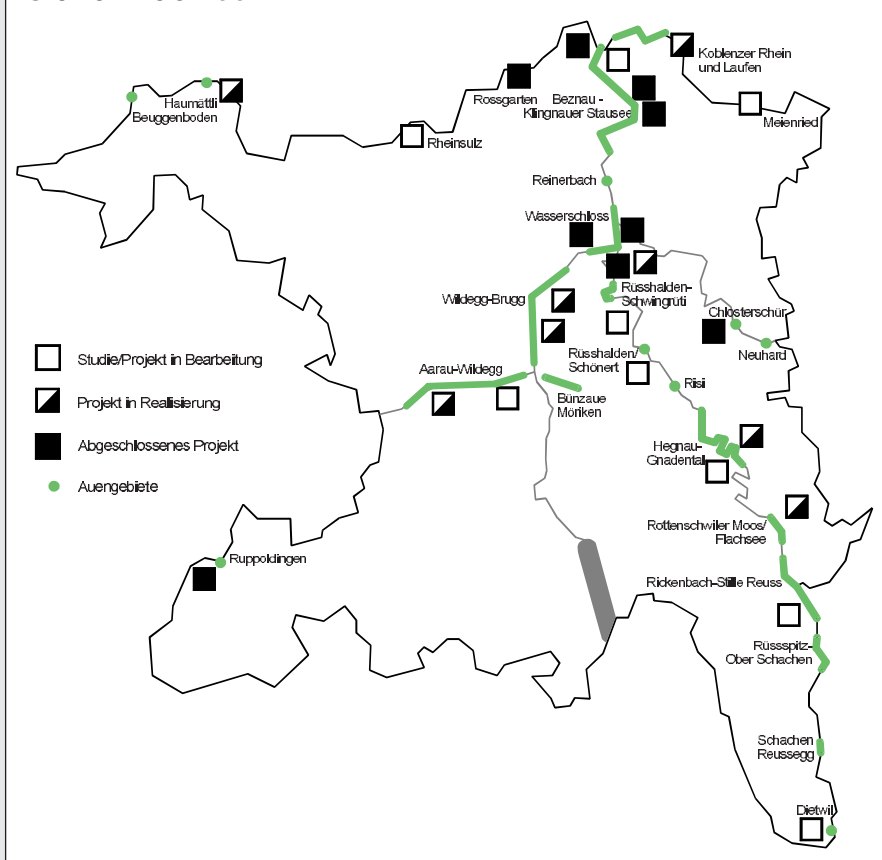 Koblenzer Rhein
und Laufen
Haumättli
Beuggenboden
Rossgarten
Beznau -
Klingnauer Stausee
Meienried
Rheinsulz
Reinerbach
Wasserschloss
Rüsshalden-
Schwingrüti
Wildegg-Brugg
Chlosterschür
Neuhard
Rüsshalden/
Schönert
Studie/Projekt in Bearbeitung
Aarau-Wildegg
Risi
Projekt in Reallisierung
Bünzaue
Möriken
Abgeschlossenes Projekt
Hegnau-
Gnadental
Auengebiete
Rottenschwiler Moos/
Flachsee
Ruppoldingen
Rickenbach-Stille Reuss
Rüssspitz-
Ober Schachen
Schachen
Reussegg
Dietwil